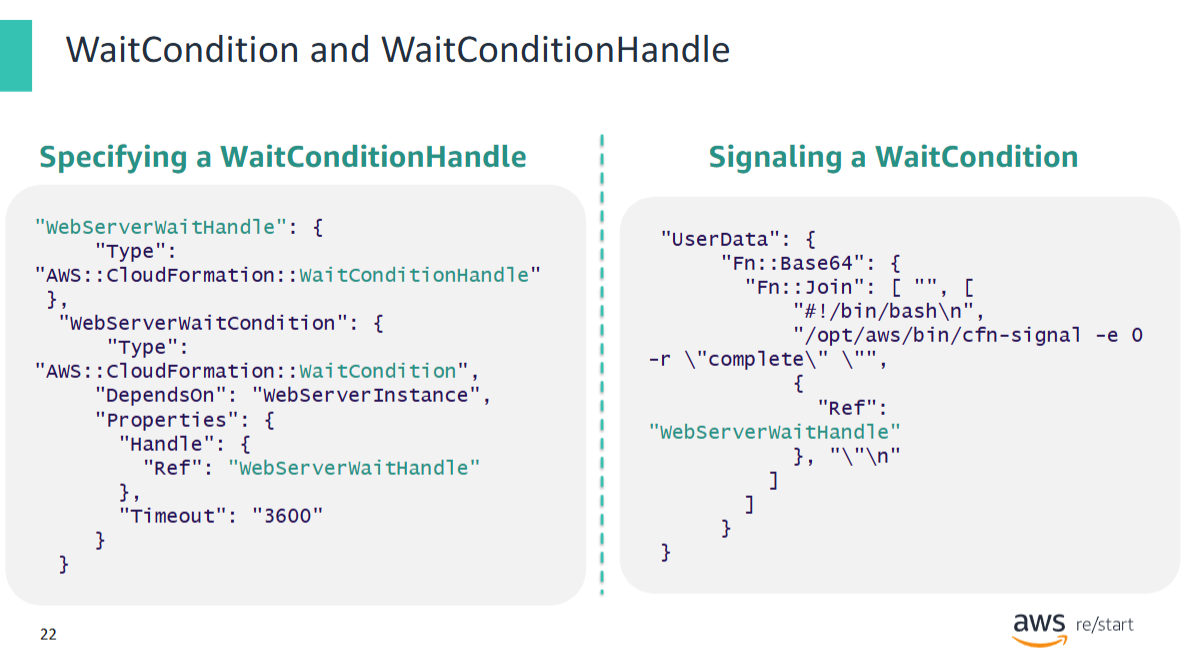 WaitCondition and WaitConditionHandle
Specifying a WaitConditionHandle
"WebServerWaitHandle": {
"Type":
"AWS::CloudFormation::WaitConditionHandle"
},
"WebServerWaitCondition": {
"Type":
"AWS::CloudFormation::WaitCondition",
"DependsOn": "WebServerInstance",
"Properties": {
"Handle": {
"Ref": "WebServerWaitHandle"
},
"Timeout": "3600"
}
}
Signaling a WaitCondition
"UserData": {
"Fn::Base64": {
"Fn::Join": [ "", [
"#!/bin/bash\n",
"/opt/aws/bin/cfn-signal -e 0
-r \"complete\" \"",
{
"Ref":
"WebServerWaitHandle"
}, "\"\n"
]
]
}
}
22
aws re/start